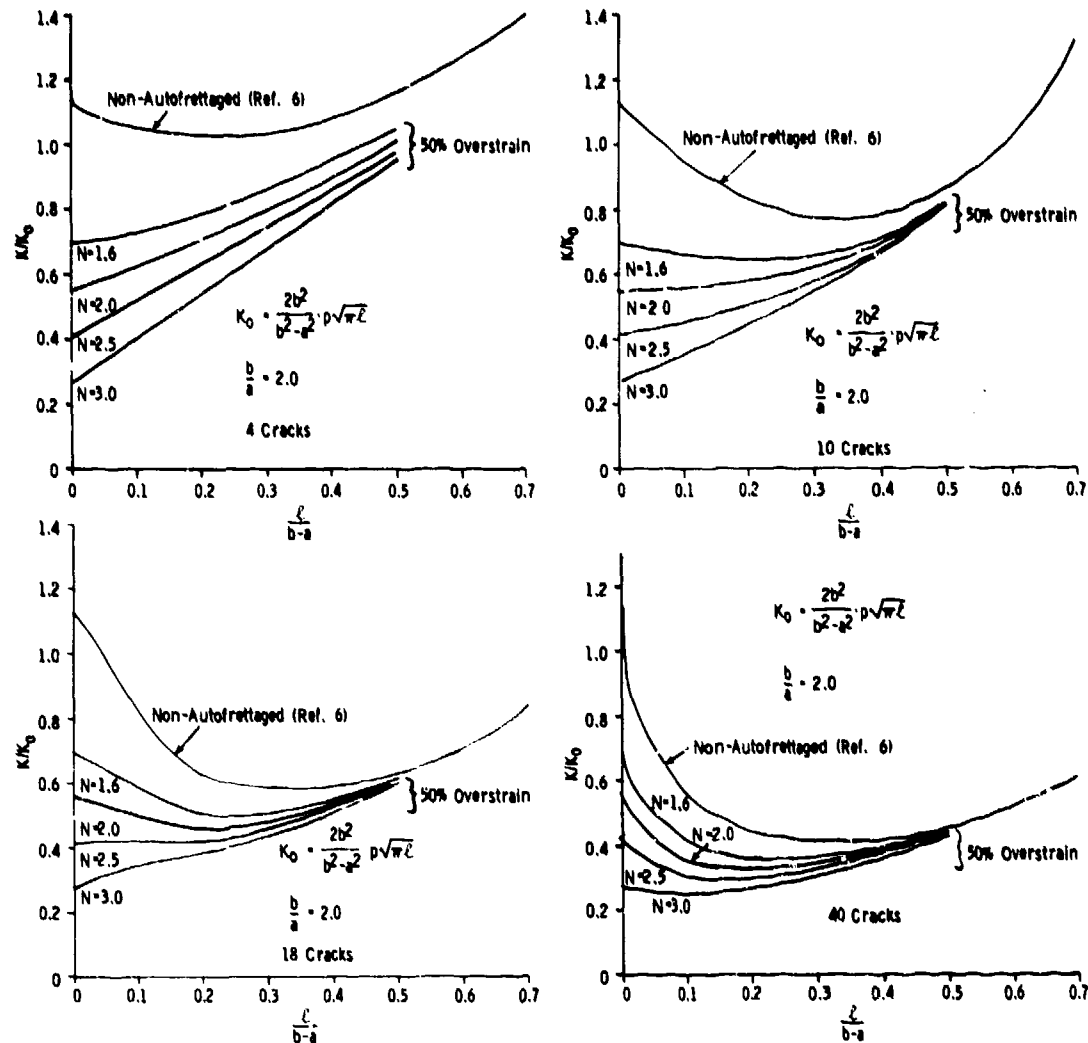 1.4
1.2
1.0
0.8
0.6
0.4
0.2
0
K/K₀
Non-Autofrettaged (Ref. 6)
50% Overstrain
N=1.6
N=2.0
N=2.5
N=3.0
K₀ = 2b²/b²-a² · p√πℓ
b/a = 2.0
4 Cracks
0 0.1 0.2 0.3 0.4 0.5 0.6 0.7
ℓ/b-a
1.4
1.2
1.0
0.8
0.6
0.4
0.2
0
K/K₀
Non-Autofrettaged (Ref. 6)
50% Overstrain
N=1.6
N=2.0
N=2.5
N=3.0
K₀ = 2b²/b²-a² · p√πℓ
b/a = 2.0
10 Cracks
0 0.1 0.2 0.3 0.4 0.5 0.6 0.7
ℓ/b-a
1.4
1.2
1.0
0.8
0.6
0.4
0.2
0
K/K₀
Non-Autofrettaged (Ref. 6)
50% Overstrain
N=1.6
N=2.0
N=2.5
N=3.0
K₀ = 2b²/b²-a² p√πℓ
b/a = 2.0
18 Cracks
0 0.1 0.2 0.3 0.4 0.5 0.6 0.7
ℓ/b-a
1.2
1.0
0.8
0.6
0.4
0.2
0
K/K₀
K₀ = 2b²/b²-a² · p√πℓ
b/a = 2.0
Non-Autofrettaged (Ref. 6)
N=1.6
N=2.0
N=2.5
N=3.0
50% Overstrain
40 Cracks
0 0.1 0.2 0.3 0.4 0.5 0.6 0.7
ℓ/b-a